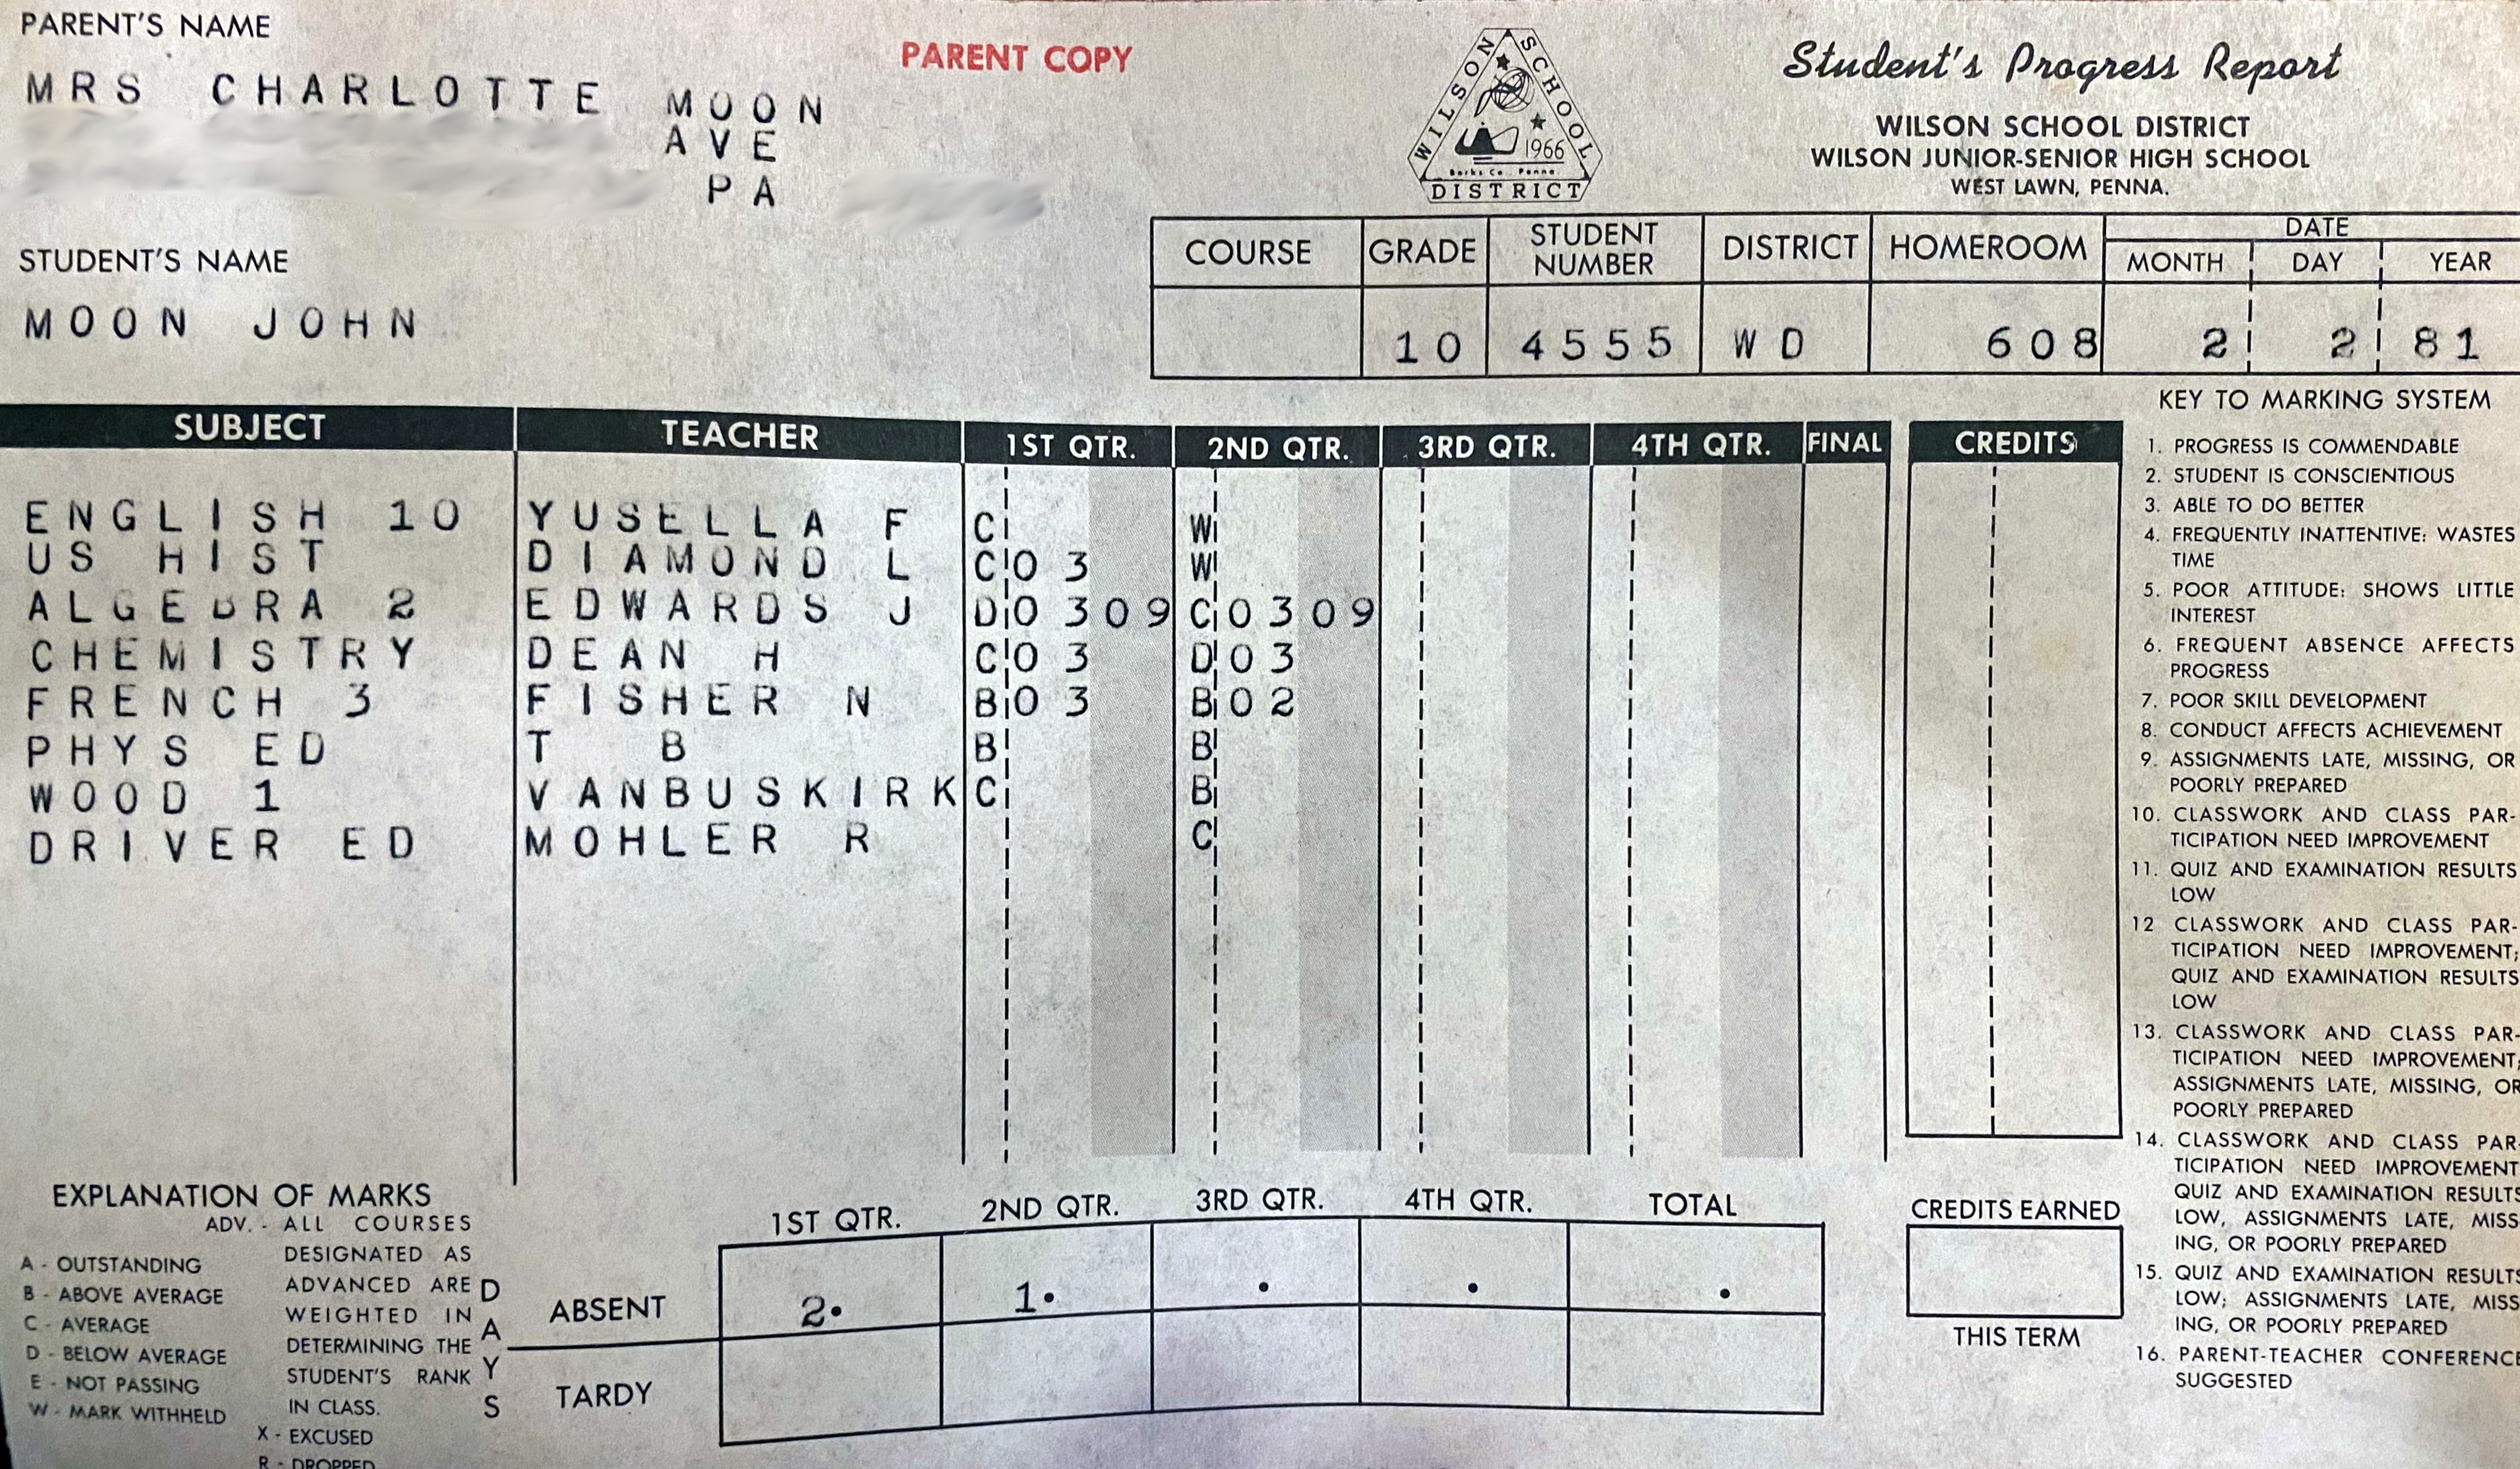 PARENT'S NAME
MRS CHARLOTTE MOON
AVE
PA
PARENT COPY
WILSON SCHOOL DISTRICT
1966
Berks Co. Penna
Student's Progress Report
WILSON SCHOOL DISTRICT
WILSON JUNIOR-SENIOR HIGH SCHOOL
WEST LAWN, PENNA.
STUDENT'S NAME
MOON JOHN
COURSE GRADE STUDENT NUMBER DISTRICT HOMEROOM DATE
MONTH DAY YEAR
10 4555 WD 608 2 2 81
SUBJECT TEACHER 1ST QTR. 2ND QTR. 3RD QTR. 4TH QTR. FINAL CREDITS
ENGLISH 10 YUSELLA F C W
US HIST DIAMOND L C 03 W
ALGEBRA 2 EDWARDS J D 0309 C 0309
CHEMISTRY DEAN H C 03 D 03
FRENCH 3 FISHER N B 03 B 02
PHYS ED T B B B
WOOD 1 VANBUSKIRK C B
DRIVER ED MOHLER R C
KEY TO MARKING SYSTEM
1. PROGRESS IS COMMENDABLE
2. STUDENT IS CONSCIENTIOUS
3. ABLE TO DO BETTER
4. FREQUENTLY INATTENTIVE: WASTES
TIME
5. POOR ATTITUDE: SHOWS LITTLE
INTEREST
6. FREQUENT ABSENCE AFFECTS
PROGRESS
7. POOR SKILL DEVELOPMENT
8. CONDUCT AFFECTS ACHIEVEMENT
9. ASSIGNMENTS LATE, MISSING, OR
POORLY PREPARED
10. CLASSWORK AND CLASS PAR-
TICIPATION NEED IMPROVEMENT
11. QUIZ AND EXAMINATION RESULTS
LOW
12 CLASSWORK AND CLASS PAR-
TICIPATION NEED IMPROVEMENT;
QUIZ AND EXAMINATION RESULTS
LOW
13. CLASSWORK AND CLASS PAR-
TICIPATION NEED IMPROVEMENT;
ASSIGNMENTS LATE, MISSING, OR
POORLY PREPARED
14. CLASSWORK AND CLASS PAR-
TICIPATION NEED IMPROVEMENT
QUIZ AND EXAMINATION RESULTS
LOW, ASSIGNMENTS LATE, MISS-
ING, OR POORLY PREPARED
15. QUIZ AND EXAMINATION RESULTS
LOW; ASSIGNMENTS LATE, MISS-
ING, OR POORLY PREPARED
16. PARENT-TEACHER CONFERENCE
SUGGESTED
EXPLANATION OF MARKS
A - OUTSTANDING
B - ABOVE AVERAGE
C - AVERAGE
D - BELOW AVERAGE
E - NOT PASSING
W - MARK WITHHELD
ADV. - ALL COURSES
DESIGNATED AS
ADVANCED ARE
WEIGHTED IN
DETERMINING THE
STUDENT'S RANK
IN CLASS.
X - EXCUSED
R - DROPPED
DAYS
1ST QTR. 2ND QTR. 3RD QTR. 4TH QTR. TOTAL
ABSENT 2. 1. . . .
TARDY
CREDITS EARNED
THIS TERM